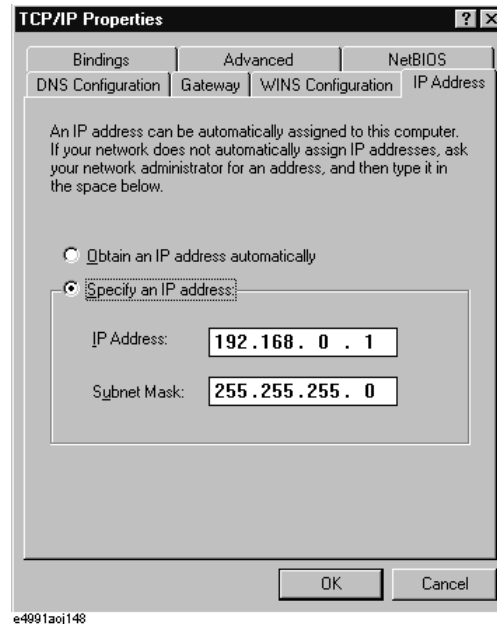 TCP/IP Properties
? X
Bindings Advanced NetBIOS
DNS Configuration Gateway WINS Configuration IP Address
An IP address can be automatically assigned to this computer.
If your network does not automatically assign IP addresses, ask
your network administrator for an address, and then type it in
the space below.
Obtain an IP address automatically
Specify an IP address:
IP Address: 192.168. 0 . 1
Subnet Mask: 255.255.255. 0
OK Cancel
e4991aoj148